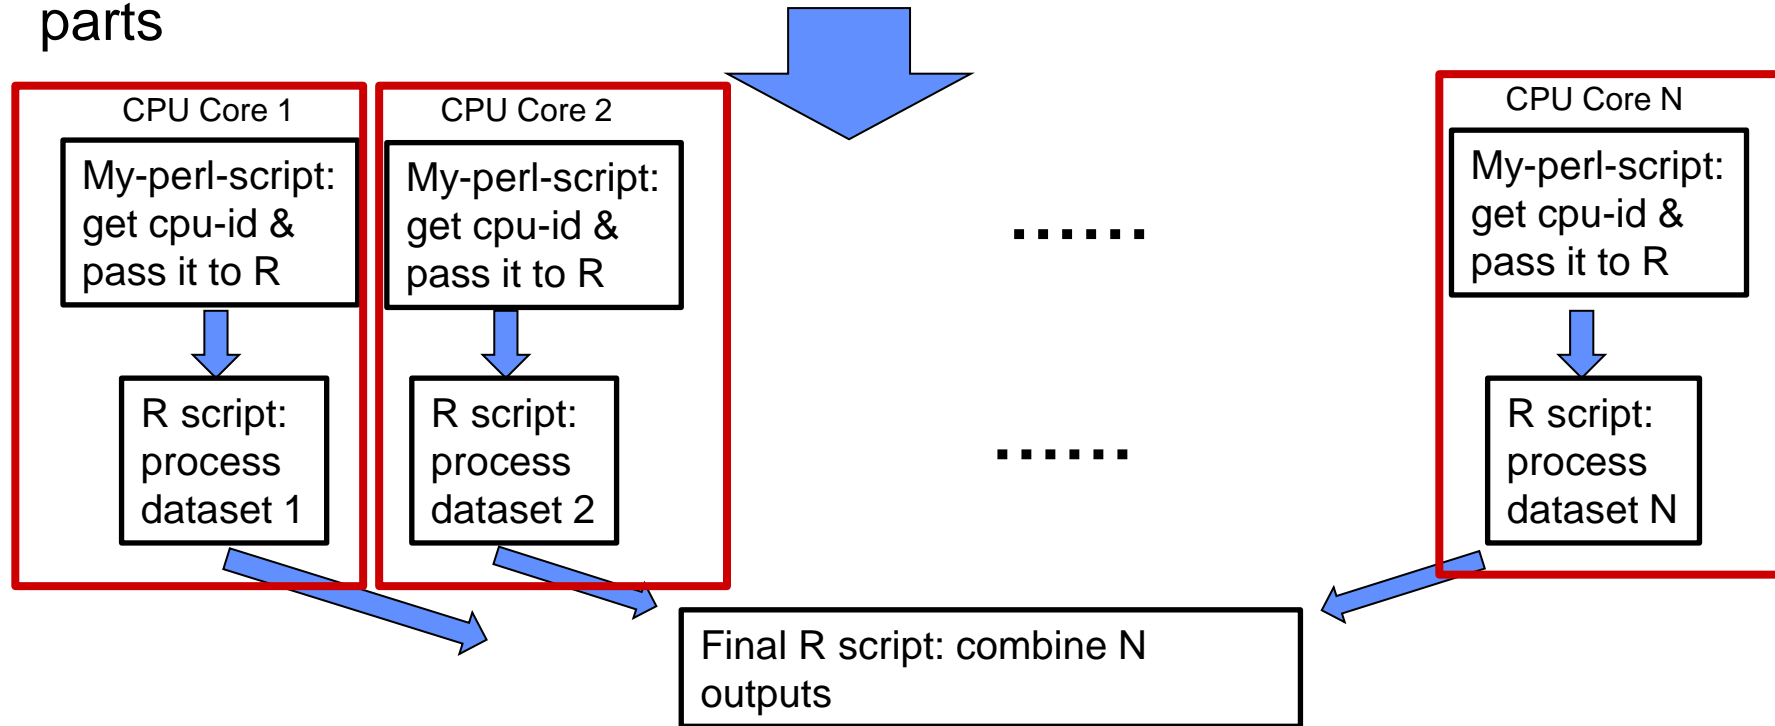 parts
CPU Core 1
My-perl-script:
get cpu-id &
pass it to R
R script:
process
dataset 1
CPU Core 2
My-perl-script:
get cpu-id &
pass it to R
R script:
process
dataset 2
......
......
CPU Core N
My-perl-script:
get cpu-id &
pass it to R
R script:
process
dataset N
Final R script: combine N
outputs